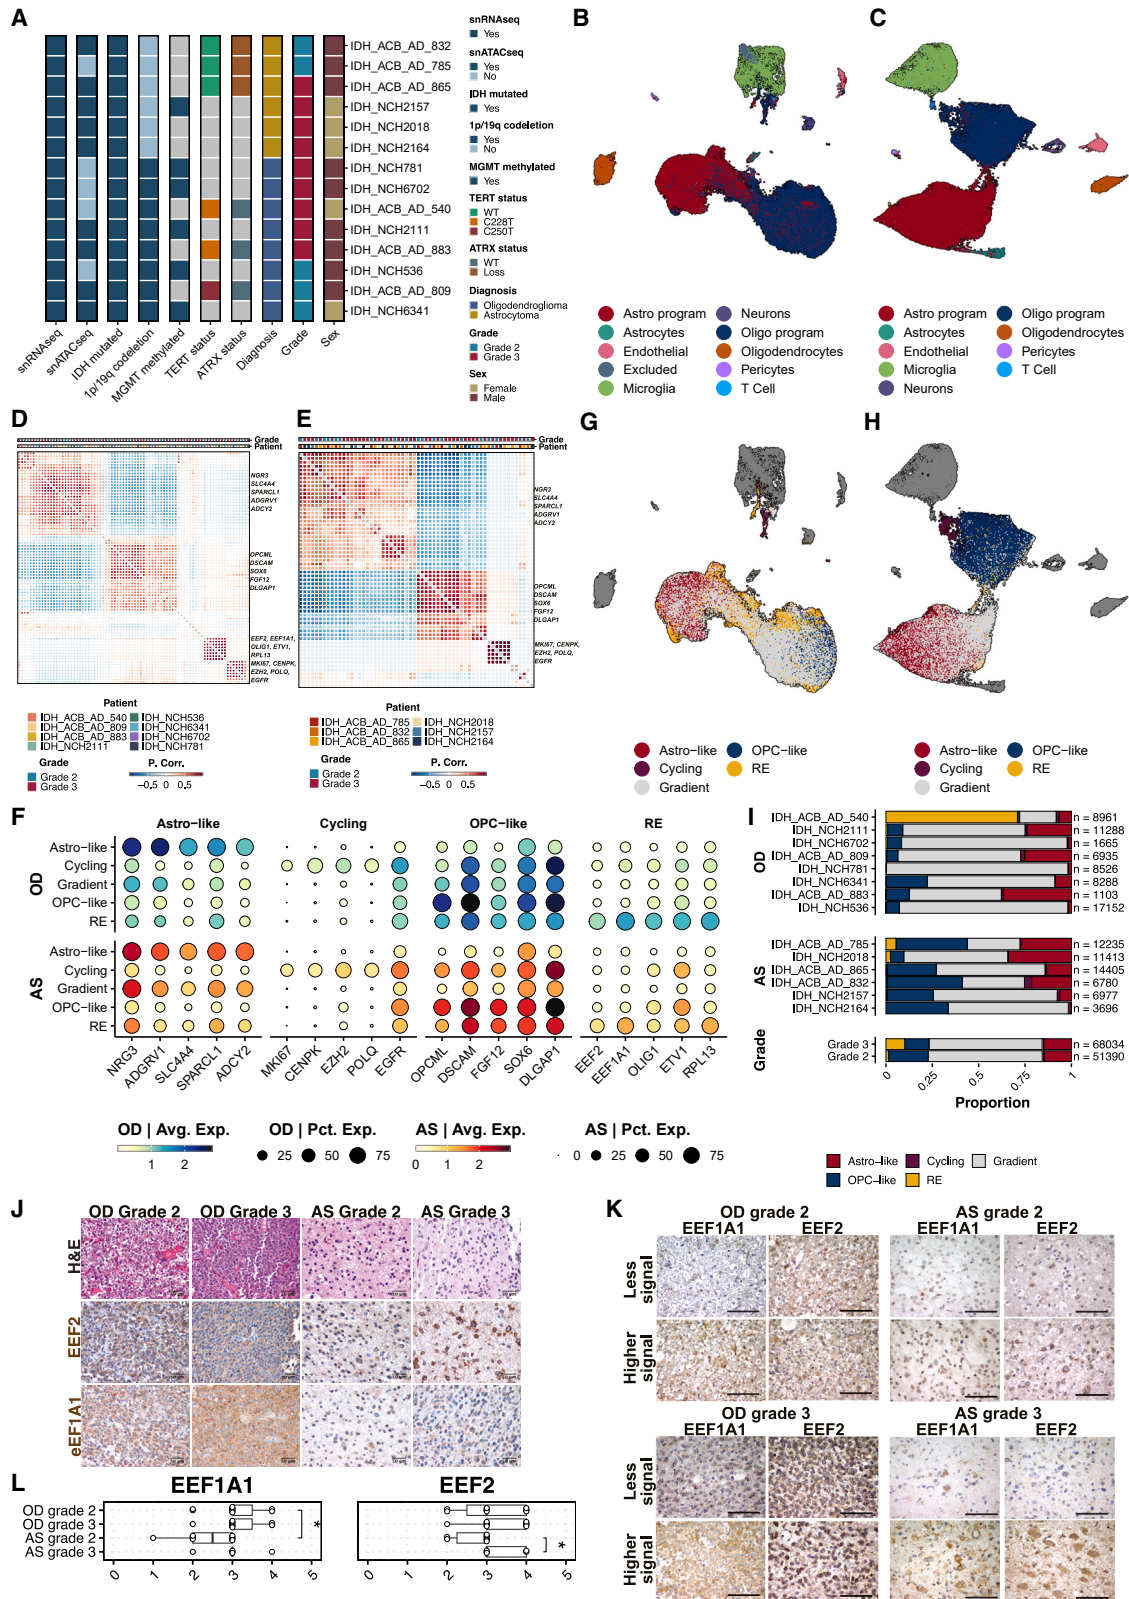 A
IDH_ACB_AD_832
IDH_ACB_AD_785
IDH_ACB_AD_865
IDH_NCH2157
IDH_NCH2018
IDH_NCH2164
IDH_NCH781
IDH_NCH6702
IDH_ACB_AD_540
IDH_NCH2111
IDH_ACB_AD_883
IDH_NCH536
IDH_ACB_AD_809
IDH_NCH6341
snRNAseq
snATACseq
IDH mutated
1p/19q codeletion
MGMT methylated
TERT status
ATRX status
Diagnosis
Grade
Sex
snRNAseq
Yes
snATACseq
Yes
No
IDH mutated
Yes
1p/19q codeletion
Yes
No
MGMT methylated
Yes
TERT status
WT
C228T
C250T
ATRX status
WT
Loss
Diagnosis
Oligodendroglioma
Astrocytoma
Grade
Grade 2
Grade 3
Sex
Female
Male
B
Astro program
Astrocytes
Endothelial
Excluded
Microglia
Neurons
Oligo program
Oligodendrocytes
Pericytes
T Cell
C
Astro program
Astrocytes
Endothelial
Microglia
Neurons
Oligo program
Oligodendrocytes
Pericytes
T Cell
D
Grade
Patient
NGR3
SLC4A4
SPARCL1
ADGRV1
ADCY2
OPCML
DSCAM
SOX6
FGF12
DLGAP1
EEF2, EEF1A1,
OLIG1, ETV1,
RPL13
MKI67, CENPK,
EZH2, POLQ,
EGFR
Patient
IDH_ACB_AD_540
IDH_ACB_AD_809
IDH_ACB_AD_883
IDH_NCH2111
IDH_NCH536
IDH_NCH6341
IDH_NCH6702
IDH_NCH781
Grade
Grade 2
Grade 3
P. Corr.
−0.5 0 0.5
E
Grade
Patient
NGR3
SLC4A4
SPARCL1
ADGRV1
ADCY2
OPCML
DSCAM
SOX6
FGF12
DLGAP1
MKI67, CENPK,
EZH2, POLQ,
EGFR
Patient
IDH_ACB_AD_785
IDH_ACB_AD_832
IDH_ACB_AD_865
IDH_NCH2018
IDH_NCH2157
IDH_NCH2164
Grade
Grade 2
Grade 3
P. Corr.
−0.5 0 0.5
G
Astro−like
Cycling
Gradient
OPC−like
RE
H
Astro−like
Cycling
Gradient
OPC−like
RE
F
Astro−like
Cycling
OPC−like
RE
OD
Astro−like
Cycling
Gradient
OPC−like
RE
AS
Astro−like
Cycling
Gradient
OPC−like
RE
NRG3
ADGRV1
SLC4A4
SPARCL1
ADCY2
MKI67
CENPK
EZH2
POLQ
EGFR
OPCML
DSCAM
FGF12
SOX6
DLGAP1
EEF2
EEF1A1
OLIG1
ETV1
RPL13
OD | Avg. Exp.
1 2
OD | Pct. Exp.
25 50 75
AS | Avg. Exp.
0 1 2
AS | Pct. Exp.
0 25 50 75
I
OD
IDH_ACB_AD_540 n = 8961
IDH_NCH2111 n = 11288
IDH_NCH6702 n = 1665
IDH_ACB_AD_809 n = 6935
IDH_NCH781 n = 8526
IDH_NCH6341 n = 8288
IDH_ACB_AD_883 n = 1103
IDH_NCH536 n = 17152
AS
IDH_ACB_AD_785 n = 12235
IDH_NCH2018 n = 11413
IDH_ACB_AD_865 n = 14405
IDH_ACB_AD_832 n = 6780
IDH_NCH2157 n = 6977
IDH_NCH2164 n = 3696
Grade
Grade 3 n = 68034
Grade 2 n = 51390
0 0.25 0.5 0.75 1
Proportion
Astro−like
Cycling
Gradient
OPC−like
RE
J
OD Grade 2 OD Grade 3 AS Grade 2 AS Grade 3
H&E
EEF2
eEF1A1
K
OD grade 2
EEF1A1 EEF2
AS grade 2
EEF1A1 EEF2
Less signal
Higher signal
OD grade 3
EEF1A1 EEF2
AS grade 3
EEF1A1 EEF2
Less signal
Higher signal
L
EEF1A1
EEF2
OD grade 2
OD grade 3
AS grade 2
AS grade 3
*
*
0 1 2 3 4 5
0 1 2 3 4 5